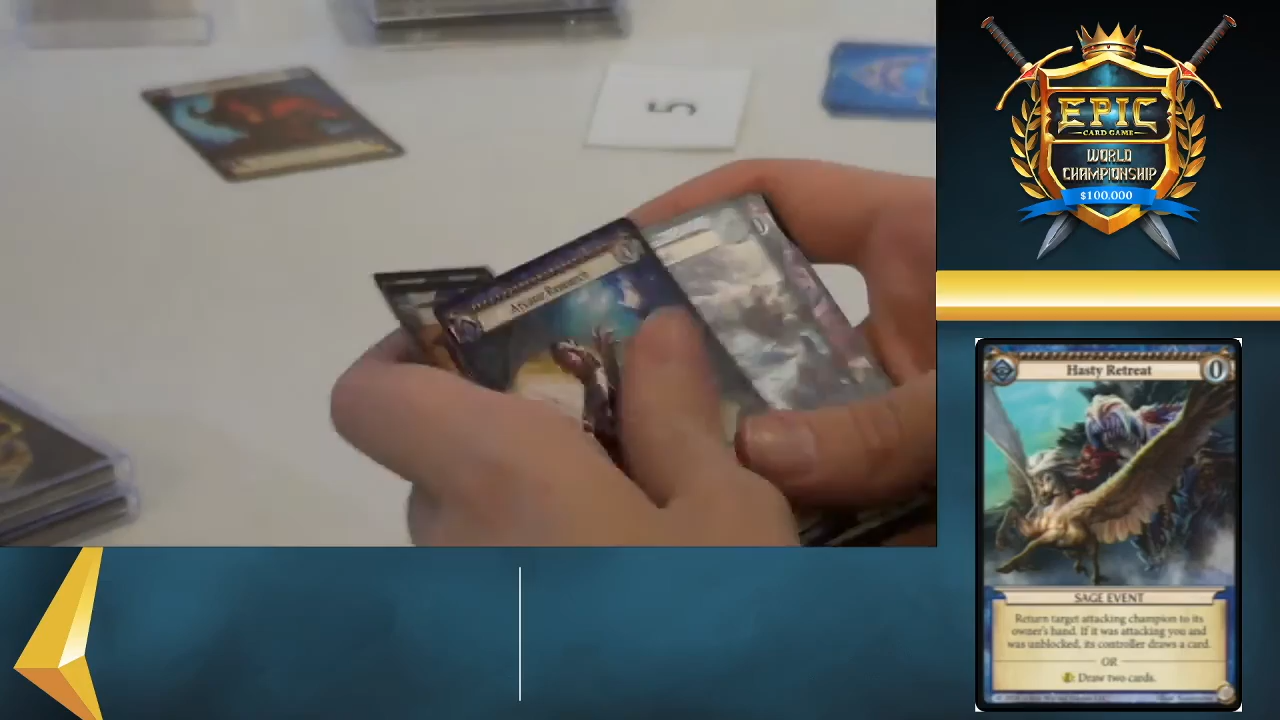 5
Arcane Research
EPIC
CARD GAME
WORLD
CHAMPIONSHIP
$100,000
Hasty Retreat
0
SAGE EVENT
Return target attacking champion to its
owner's hand. If it was attacking you and
was unblocked, its controller draws a card.
OR
: Draw two cards.